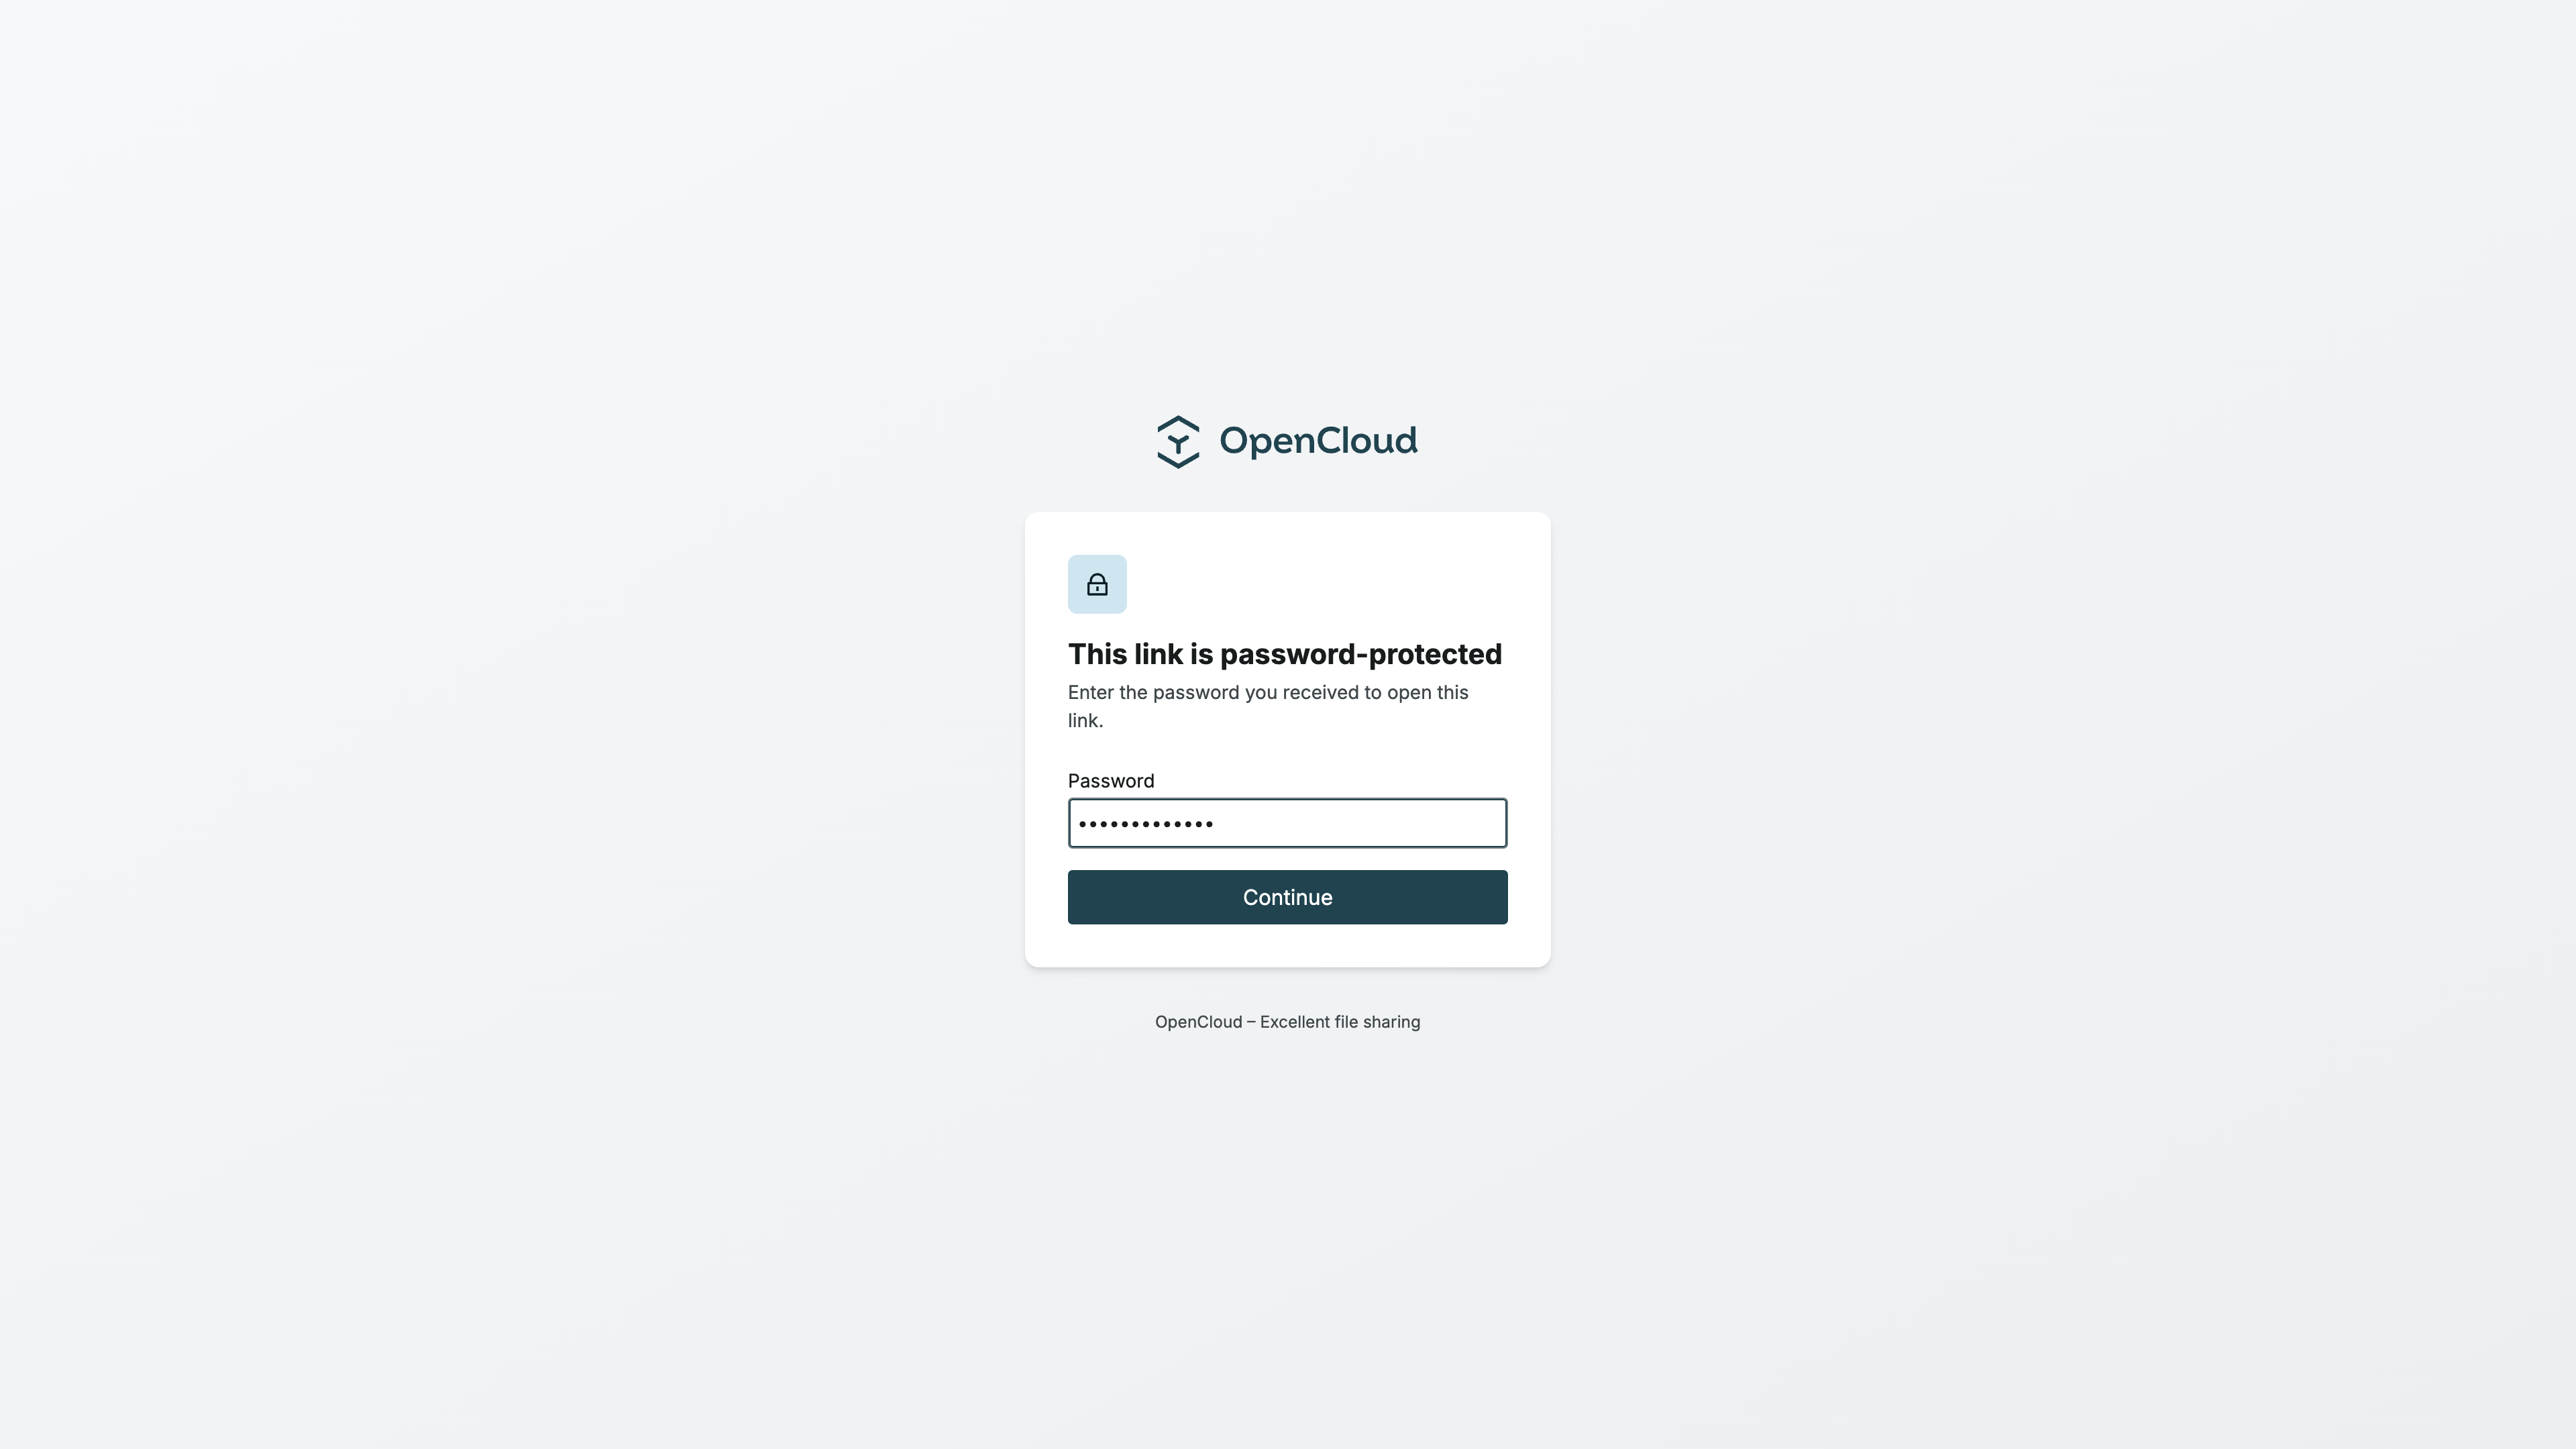 OpenCloud
This link is password-protected
Enter the password you received to open this
link.
Password
•••••••••••••
Continue
OpenCloud – Excellent file sharing